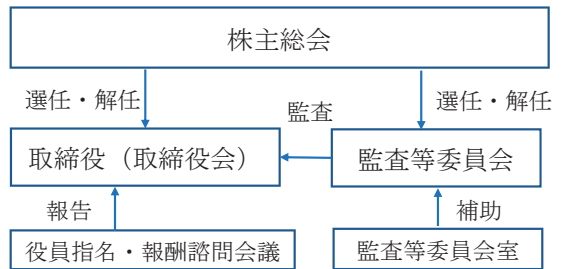 株主総会
選任・解任
監査
選任・解任
取締役（取締役会）
監査等委員会
報告
補助
役員指名・報酬諮問会議
監査等委員会室